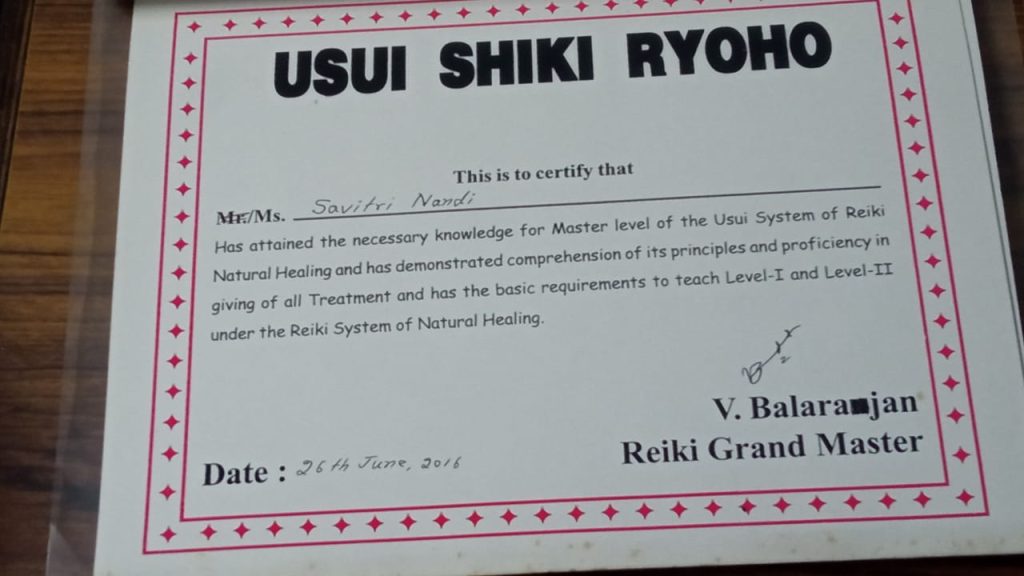 USUI SHIKI RYOHO
This is to certify that
Mr./Ms. Savitri Nandi
Has attained the necessary knowledge for Master level of the Usui System of Reiki
Natural Healing and has demonstrated comprehension of its principles and proficiency in
giving of all Treatment and has the basic requirements to teach Level-I and Level-II
under the Reiki System of Natural Healing.
V. Balaranjan
Reiki Grand Master
Date : 26th June, 2016